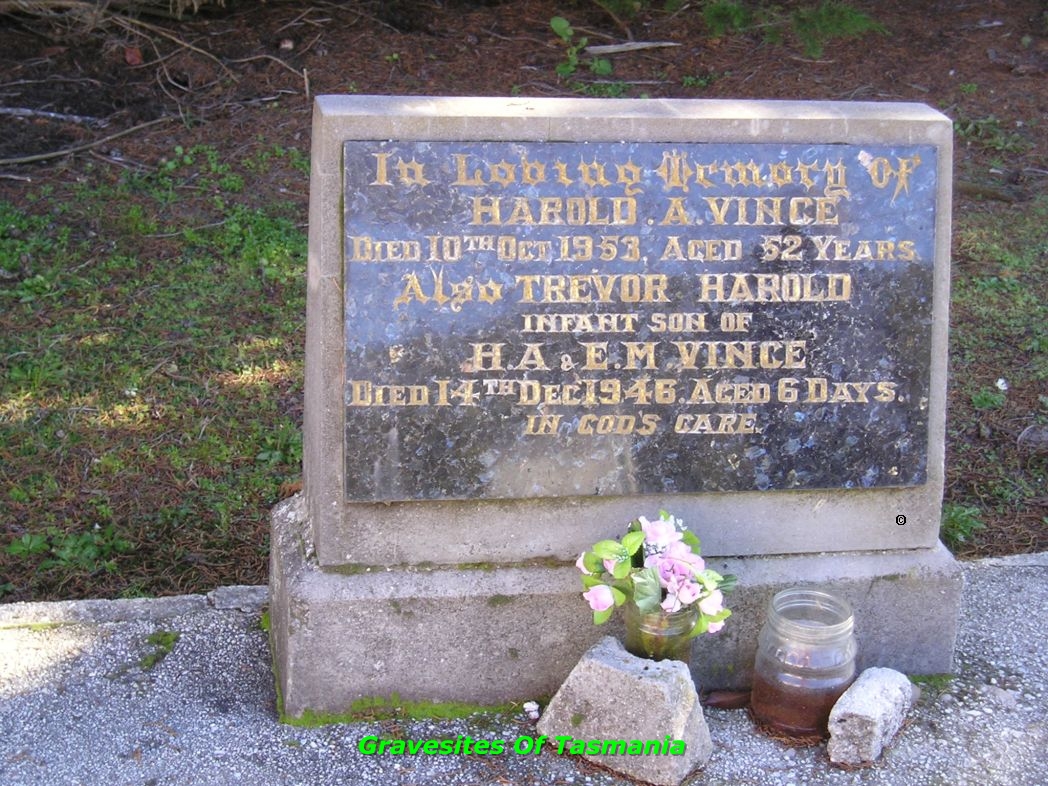 In Loving Memory Of
HAROLD. A. VINCE
DIED 10TH OCT 1953. AGED 52 YEARS.
Also TREVOR HAROLD
INFANT SON OF
H. A & E. M. VINCE
DIED 14TH DEC. 1946. AGED 6 DAYS.
IN GOD'S CARE.
©
Gravesites Of Tasmania